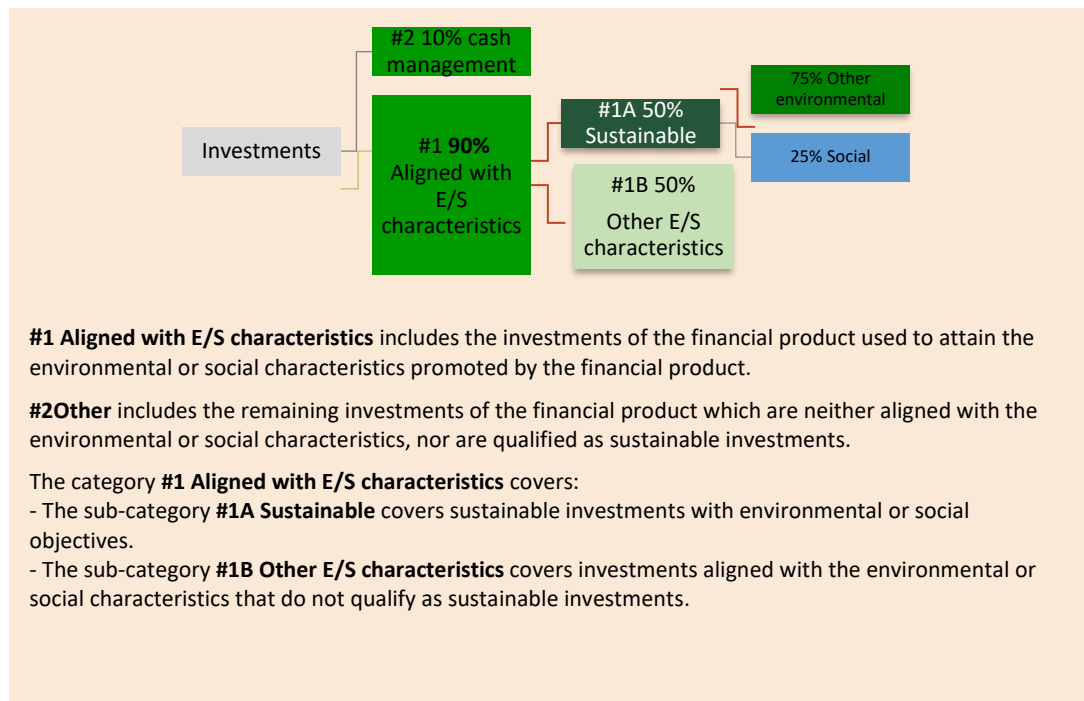 #2 10% cash
management
75% Other
environmental
#1A 50%
Sustainable
Investments
#1 90%
Aligned with
E/S
characteristics
25% Social
#1B 50%
Other E/S
characteristics
#1 Aligned with E/S characteristics includes the investments of the financial product used to attain the
environmental or social characteristics promoted by the financial product.
#2Other includes the remaining investments of the financial product which are neither aligned with the
environmental or social characteristics, nor are qualified as sustainable investments.
The category #1 Aligned with E/S characteristics covers:
- The sub-category #1A Sustainable covers sustainable investments with environmental or social
objectives.
- The sub-category #1B Other E/S characteristics covers investments aligned with the environmental or
social characteristics that do not qualify as sustainable investments.